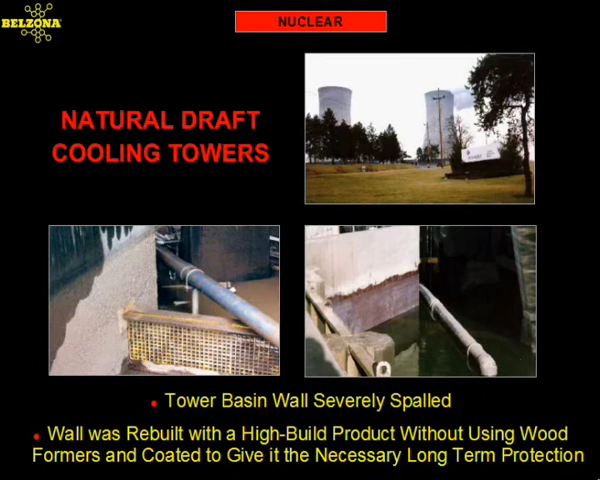 BELZONA
NUCLEAR
NATURAL DRAFT
COOLING TOWERS
• Tower Basin Wall Severely Spalled
• Wall was Rebuilt with a High-Build Product Without Using Wood
Formers and Coated to Give it the Necessary Long Term Protection